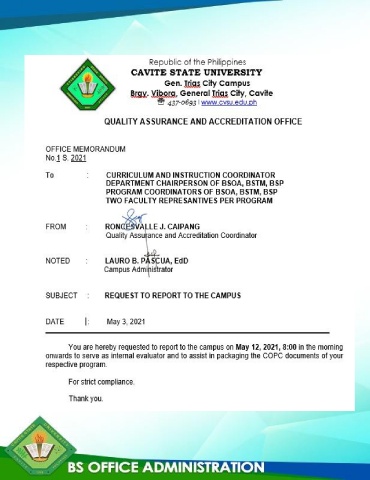 Republic of the Philippines
CAVITE STATE UNIVERSITY
Gen. Trias City Campus
Brgy. Vibora, General Trias City, Cavite
☏ 437-0693 | www.cvsu.edu.ph
QUALITY ASSURANCE AND ACCREDITATION OFFICE
OFFICE MEMORANDUM
No.1 S. 2021
To : CURRICULUM AND INSTRUCTION COORDINATOR
DEPARTMENT CHAIRPERSON OF BSOA, BSTM, BSP
PROGRAM COORDINATORS OF BSOA, BSTM, BSP
TWO FACULTY REPRESANTIVES PER PROGRAM
FROM : RONCESVALLE J. CAIPANG
Quality Assurance and Accreditation Coordinator
NOTED : LAURO B. PASCUA, EdD
Campus Administrator
SUBJECT : REQUEST TO REPORT TO THE CAMPUS
DATE : May 3, 2021
You are hereby requested to report to the campus on May 12, 2021, 8:00 in the morning
onwards to serve as internal evaluator and to assist in packaging the COPC documents of your
respective program.
For strict compliance.
Thank you.
BS OFFICE ADMINISTRATION